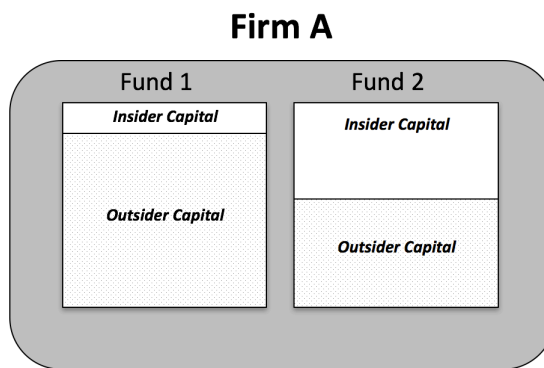 Firm A
Fund 1
Insider Capital
Outsider Capital
Fund 2
Insider Capital
Outsider Capital